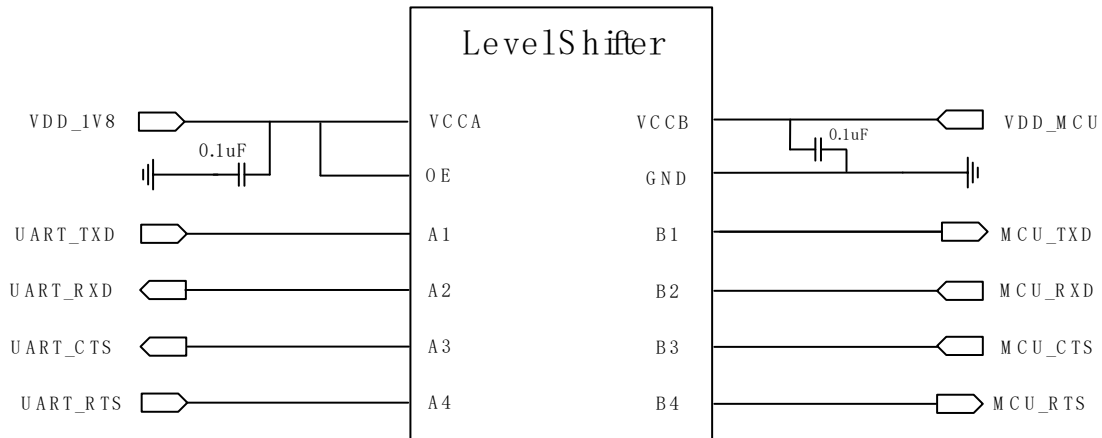 LevelShifter
VDD_1V8 VCCA VCCB VDD_MCU
0.1uF 0.1uF
OE GND
UART_TXD A1 B1 MCU_TXD
UART_RXD A2 B2 MCU_RXD
UART_CTS A3 B3 MCU_CTS
UART_RTS A4 B4 MCU_RTS